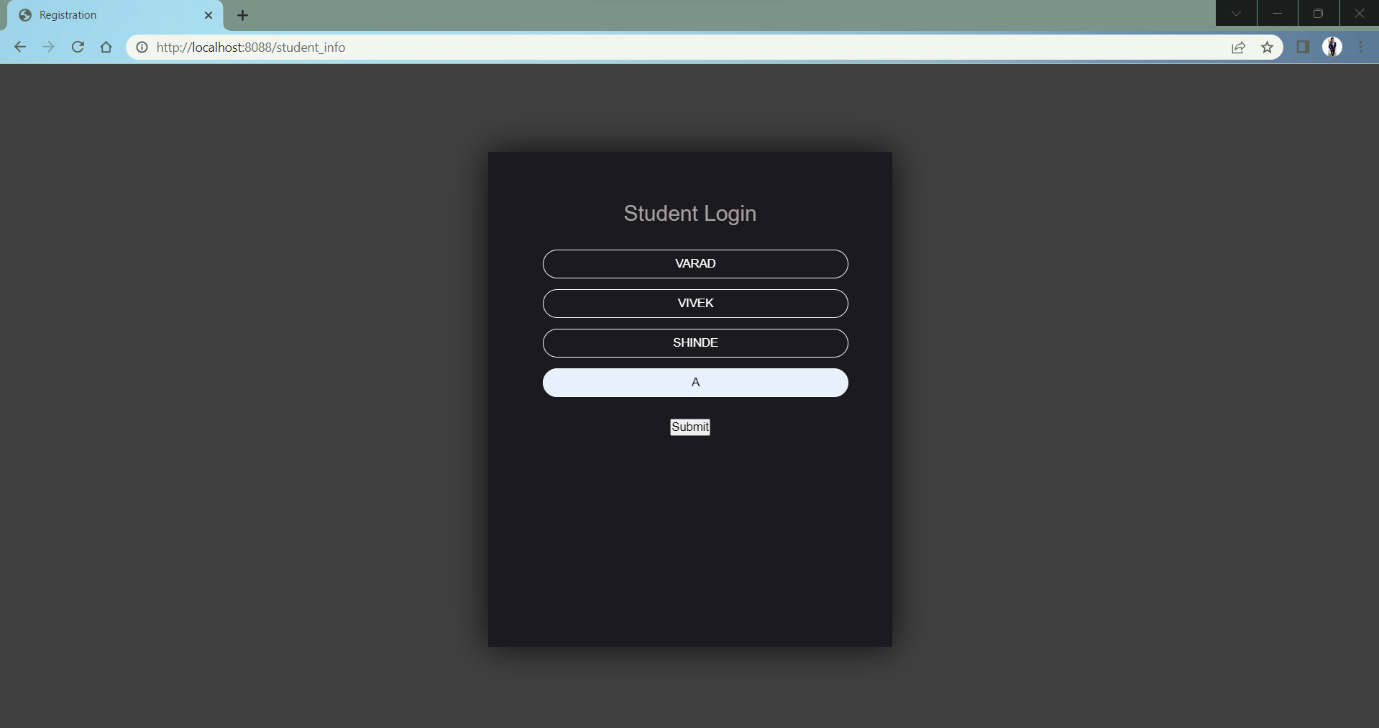 Registration
http://localhost:8088/student_info
Student Login
VARAD
VIVEK
SHINDE
A
Submit